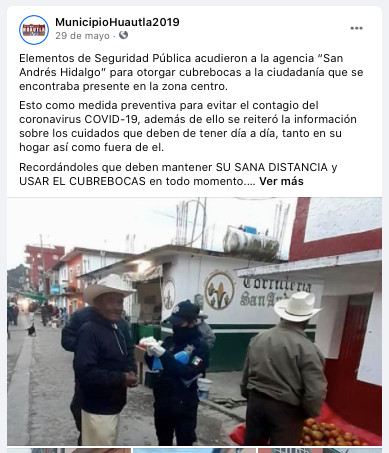 MunicipioHuautla2019
29 de mayo ·
Elementos de Seguridad Pública acudieron a la agencia “San
Andrés Hidalgo” para otorgar cubrebocas a la ciudadanía que se
encontraba presente en la zona centro.
Esto como medida preventiva para evitar el contagio del
coronavirus COVID-19, además de ello se reiteró la información
sobre los cuidados que deben de tener día a día, tanto en su
hogar así como fuera de el.
Recordándoles que deben mantener SU SANA DISTANCIA y
USAR EL CUBREBOCAS en todo momento.... Ver más
Tortillería
San